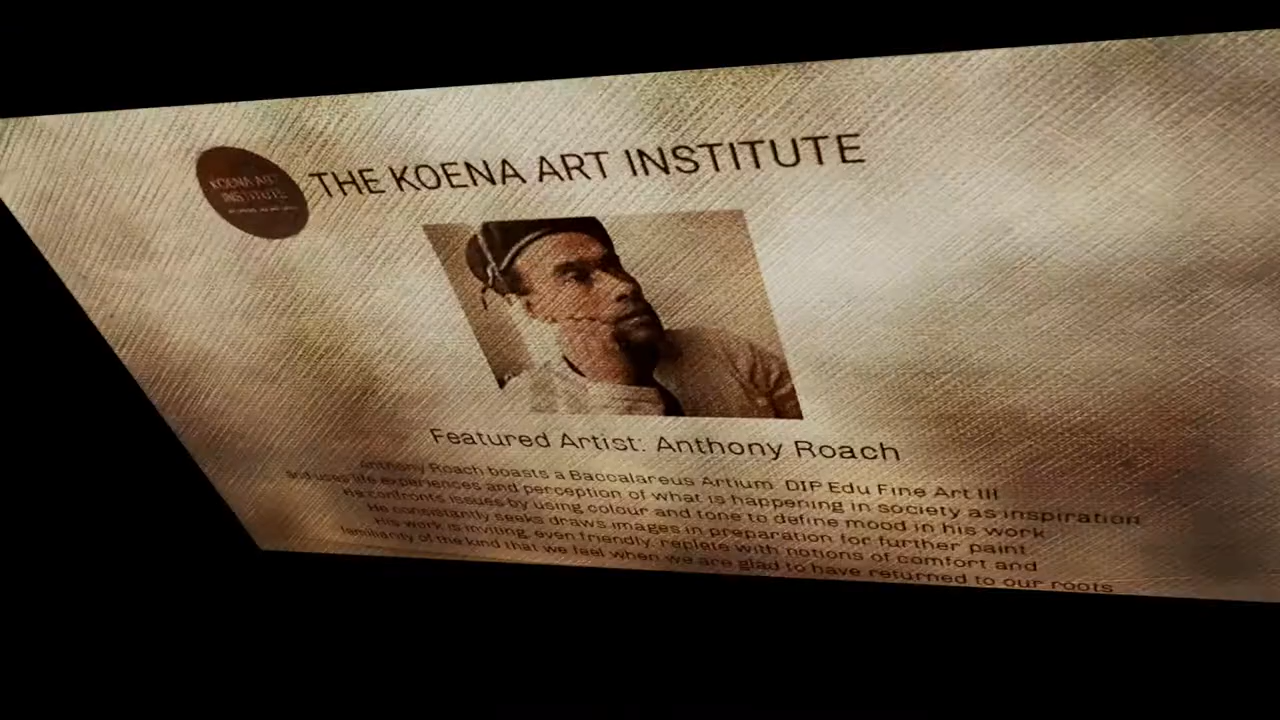 KOENA ART
INSTITUTE
THE KOENA ART INSTITUTE
Featured Artist: Anthony Roach
Anthony Roach boasts a Baccalareus Artium DIP Edu Fine Art III
and uses life experiences and perception of what is happening in society as inspiration
He confronts issues by using colour and tone to define mood in his work
He consistantly seeks draws images in preparation for further paint
His work is inviting, even friendly, replete with notions of comfort and
familiarity of the kind that we feel when we are glad to have returned to our roots